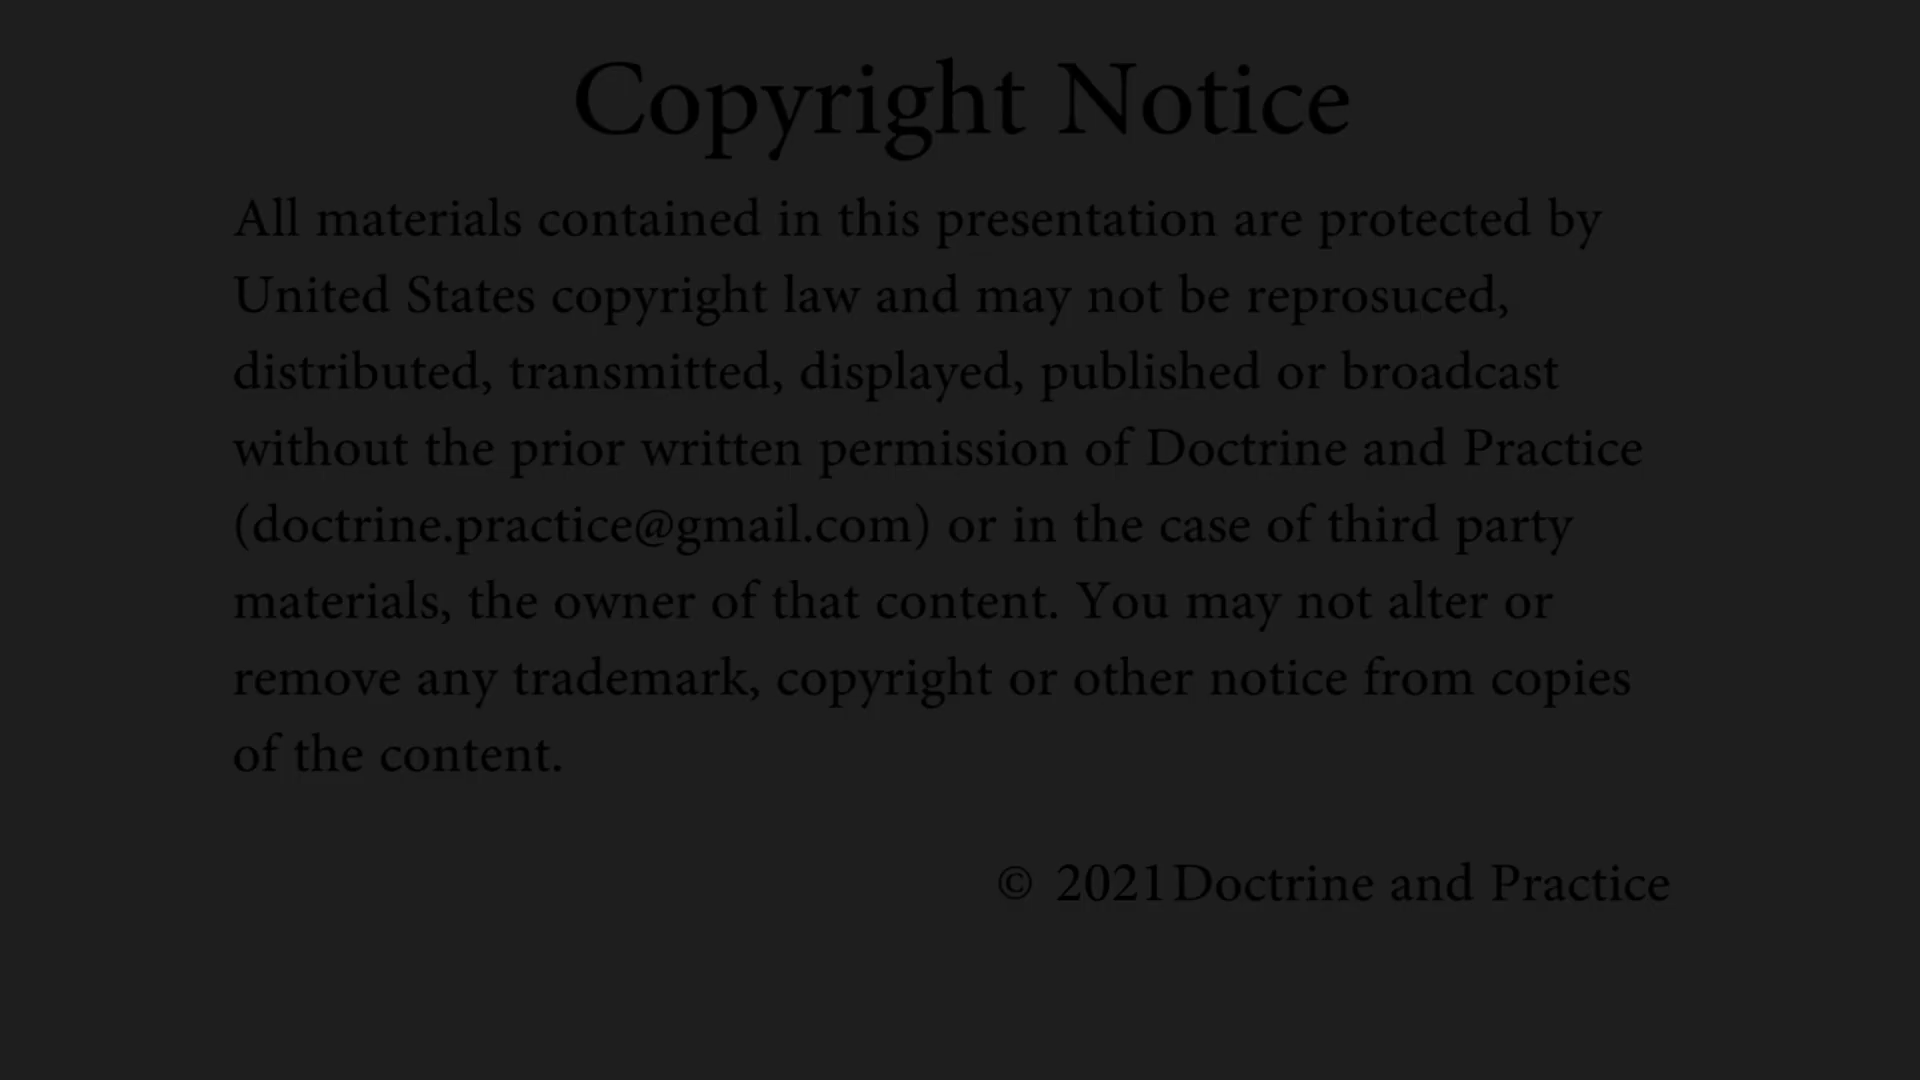 Copyright Notice
All materials contained in this presentation are protected by
United States copyright law and may not be reprosuced,
distributed, transmitted, displayed, published or broadcast
without the prior written permission of Doctrine and Practice
(doctrine.practice@gmail.com) or in the case of third party
materials, the owner of that content. You may not alter or
remove any trademark, copyright or other notice from copies
of the content.
© 2021 Doctrine and Practice